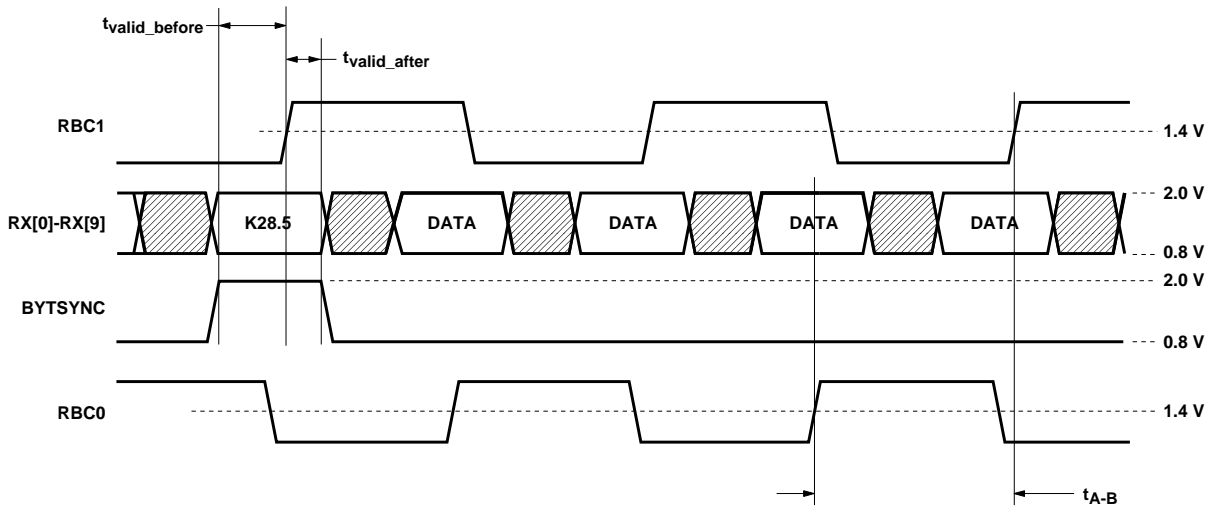 tvalid_before
tvalid_after
RBC1
1.4 V
2.0 V
RX[0]-RX[9]
K28.5
DATA
DATA
DATA
DATA
0.8 V
2.0 V
BYTSYNC
0.8 V
RBC0
1.4 V
tA-B